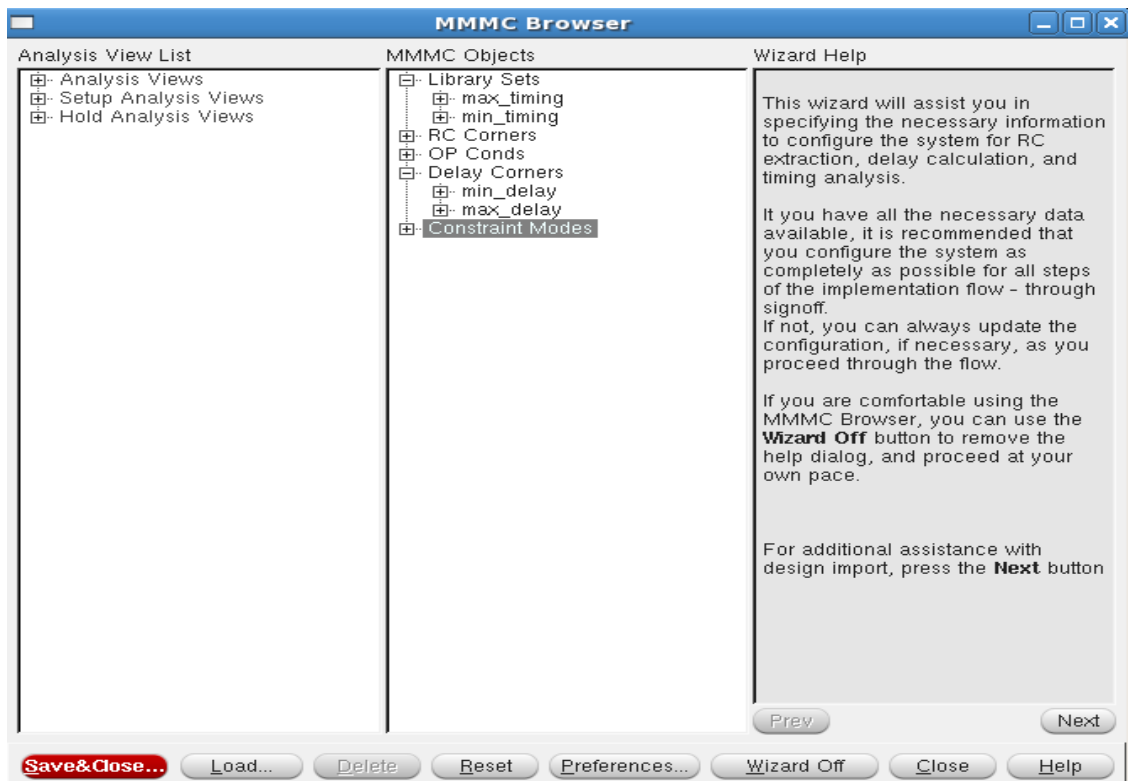 MMMC Browser
Analysis View List
Analysis Views
Setup Analysis Views
Hold Analysis Views
MMMC Objects
Library Sets
max_timing
min_timing
RC Corners
OP Conds
Delay Corners
min_delay
max_delay
Constraint Modes
Wizard Help
This wizard will assist you in
specifying the necessary information
to configure the system for RC
extraction, delay calculation, and
timing analysis.
It you have all the necessary data
available, it is recommended that
you configure the system as
completely as possible for all steps
of the implementation flow - through
signoff.
If not, you can always update the
configuration, if necessary, as you
proceed through the flow.
If you are comfortable using the
MMMC Browser, you can use the
Wizard Off button to remove the
help dialog, and proceed at your
own pace.
For additional assistance with
design import, press the Next button
Prev Next
Save&Close... Load... Delete Reset Preferences... Wizard Off Close Help